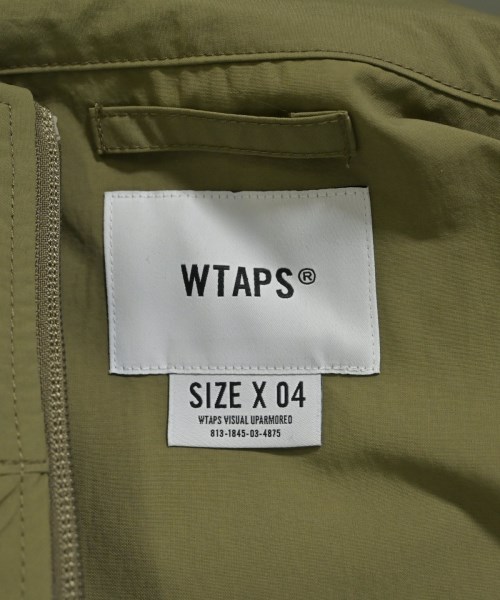 WTAPS®
SIZE X 04
WTAPS VISUAL UPARMORED
813-1845-03-4875